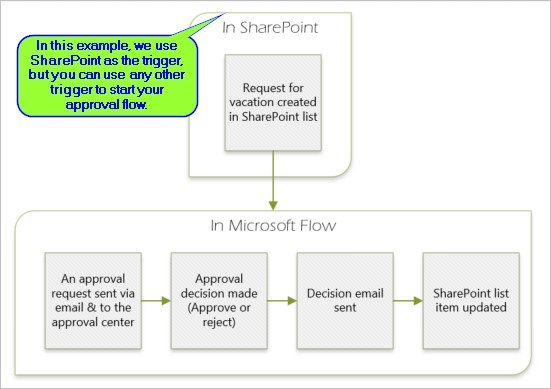 In SharePoint
In this example, we use
SharePoint as the trigger,
but you can use any other
trigger to start your
approval flow.
Request for
vacation created
in SharePoint list
In Microsoft Flow
An approval
request sent via
email & to the
approval center
Approval
decision made
(Approve or
reject)
Decision email
sent
SharePoint list
item updated